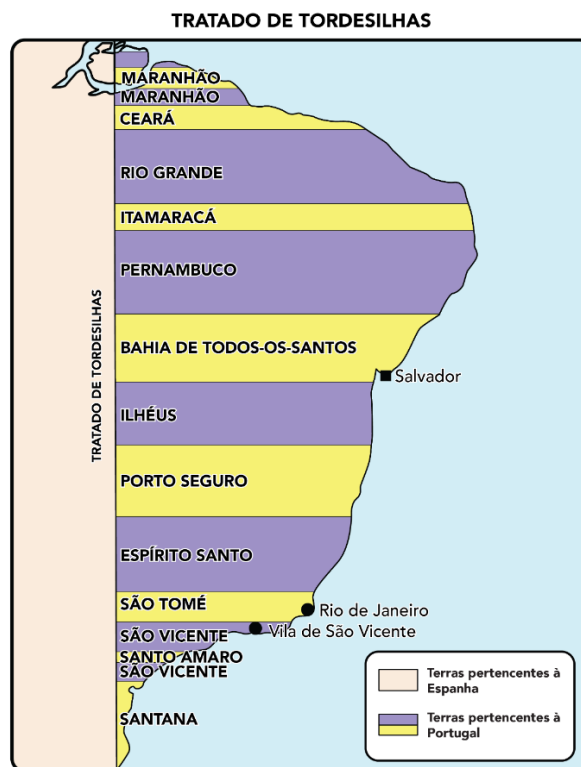 TRATADO DE TORDESILHAS
MARANHÃO
MARANHÃO
CEARÁ
RIO GRANDE
ITAMARACÁ
PERNAMBUCO
TRATADO DE TORDESILHAS
BAHIA DE TODOS-OS-SANTOS
Salvador
ILHÉUS
PORTO SEGURO
ESPÍRITO SANTO
SÃO TOMÉ
Rio de Janeiro
Vila de São Vicente
SÃO VICENTE
SANTO AMARO
SÃO VICENTE
SANTANA
Terras pertencentes à
Espanha
Terras pertencentes à
Portugal